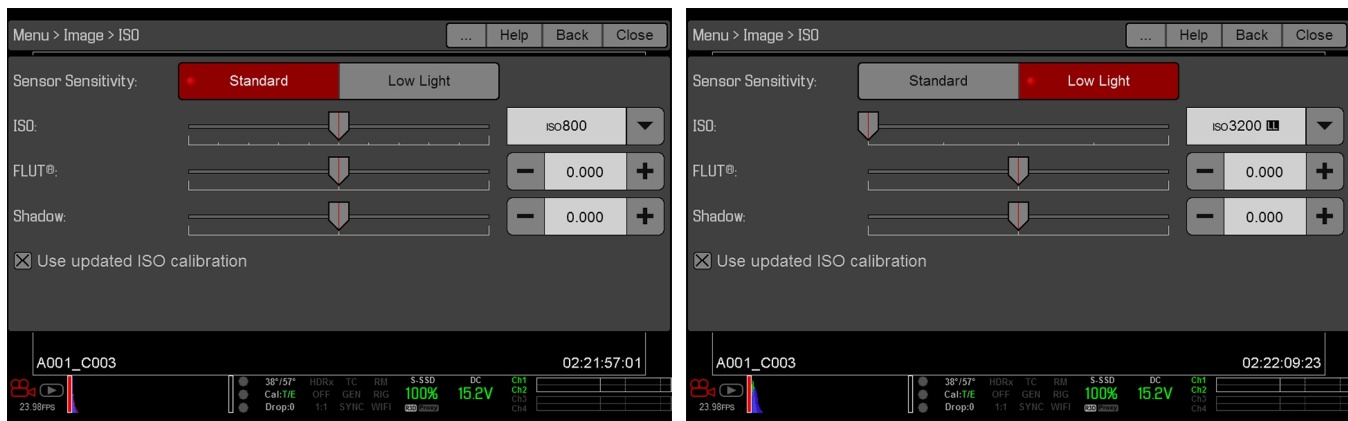 Menu > Image > ISO ... Help Back Close
Sensor Sensitivity: Standard Low Light
ISO: ISO800
FLUT®: 0.000
Shadow: 0.000
Use updated ISO calibration
A001_C003 02:21:57:01
38°/57° HDRx TC RM S-SSD DC Ch1
Cal:T/E OFF GEN RIG 100% 15.2V Ch2
23.98FPS Drop:0 1:1 SYNC WIFI R3D Proxy Ch3
Ch4
Menu > Image > ISO ... Help Back Close
Sensor Sensitivity: Standard Low Light
ISO: ISO3200 LL
FLUT®: 0.000
Shadow: 0.000
Use updated ISO calibration
A001_C003 02:22:09:23
38°/57° HDRx TC RM S-SSD DC Ch1
Cal:T/E OFF GEN RIG 100% 15.2V Ch2
23.98FPS Drop:0 1:1 SYNC WIFI R3D Proxy Ch3
Ch4